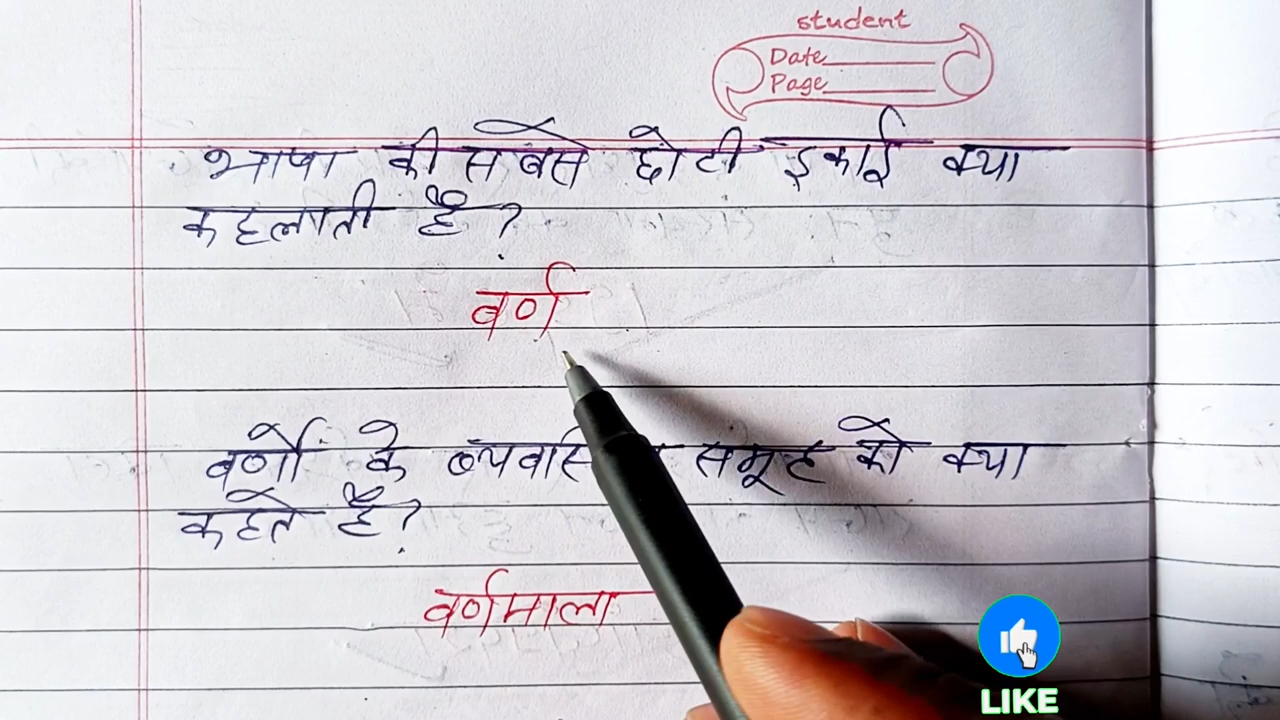 student
Date
Page
भाषा की सबसे छोटी इकाई क्या
कहलाती है?
वर्ण
वर्णो के समूह को क्या
कहते है?
वर्णमाला
LIKE